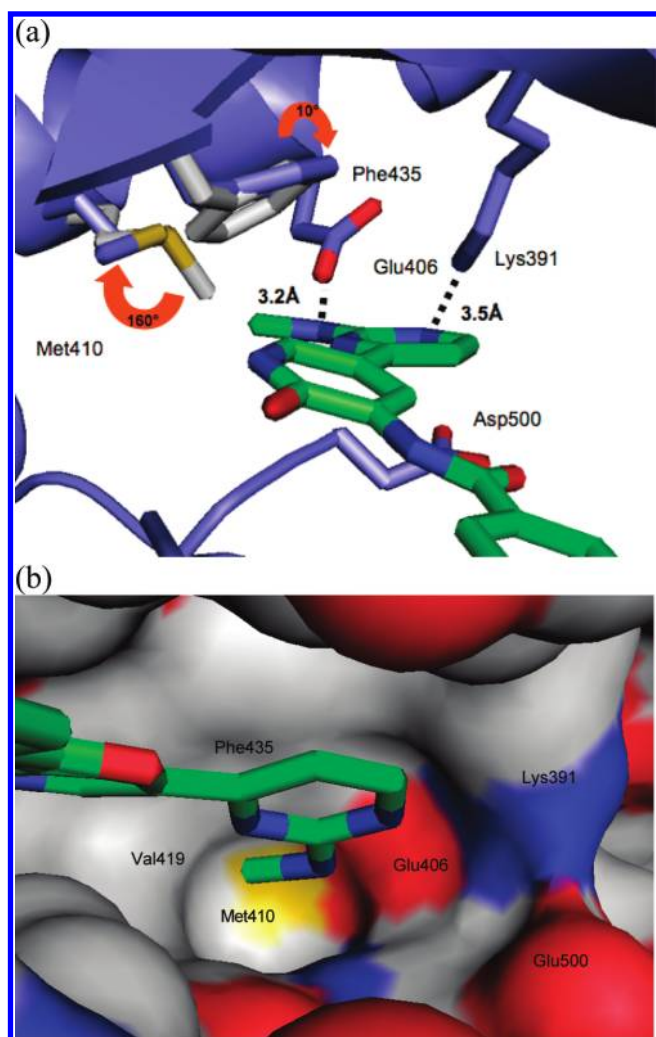 (a)
10°
Phe435
Glu406
Lys391
3.2Å
3.5Å
160°
Met410
Asp500
(b)
Phe435
Lys391
Val419
Glu406
Met410
Glu500